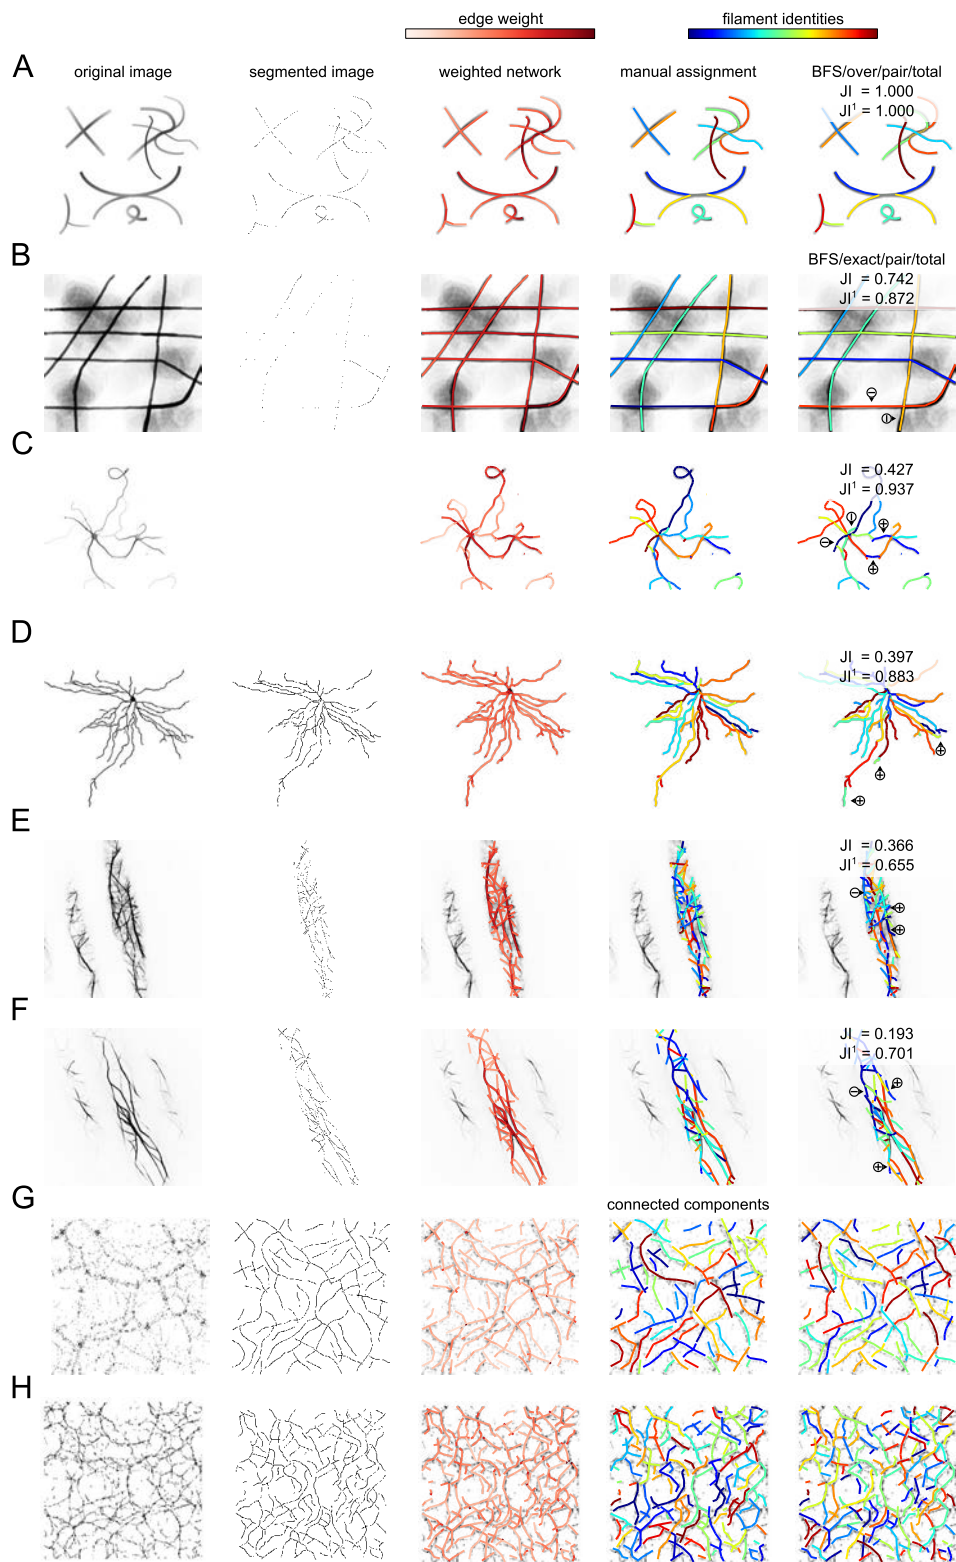 edge weight
filament identities
A
original image
segmented image
weighted network
manual assignment
BFS/over/pair/total
JI = 1.000
JI¹ = 1.000
B
BFS/exact/pair/total
JI = 0.742
JI¹ = 0.872
C
JI = 0.427
JI¹ = 0.937
D
JI = 0.397
JI¹ = 0.883
E
JI = 0.366
JI¹ = 0.655
F
JI = 0.193
JI¹ = 0.701
G
connected components
H